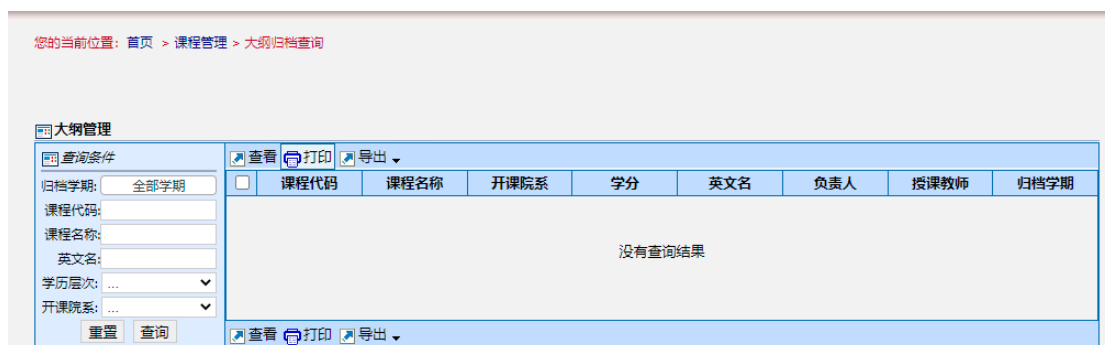 您的当前位置：首页 > 课程管理 > 大纲归档查询
大纲管理
查询条件
归档学期: 全部学期
课程代码:
课程名称:
英文名:
学历层次: ...
开课院系: ...
重置 查询
查看 打印 导出
课程代码 课程名称 开课院系 学分 英文名 负责人 授课教师 归档学期
没有查询结果
查看 打印 导出